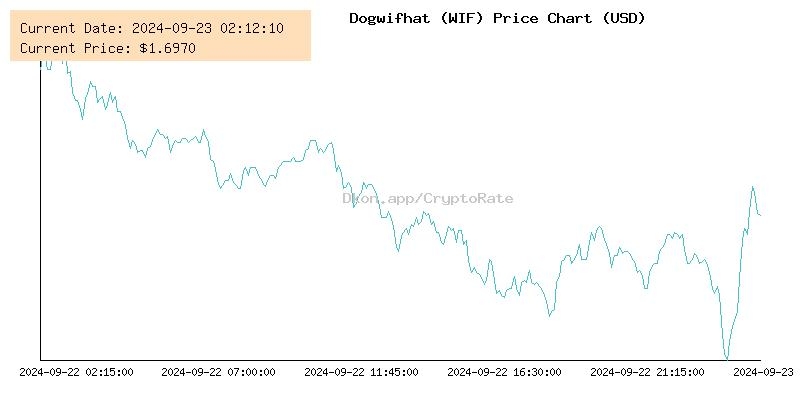 Dogwifhat (WIF) Price Chart (USD)
Current Date: 2024-09-23 02:12:10
Current Price: $1.6970
Dkon.app/CryptoRate
2024-09-22 02:15:00 2024-09-22 07:00:00 2024-09-22 11:45:00 2024-09-22 16:30:00 2024-09-22 21:15:00 2024-09-23